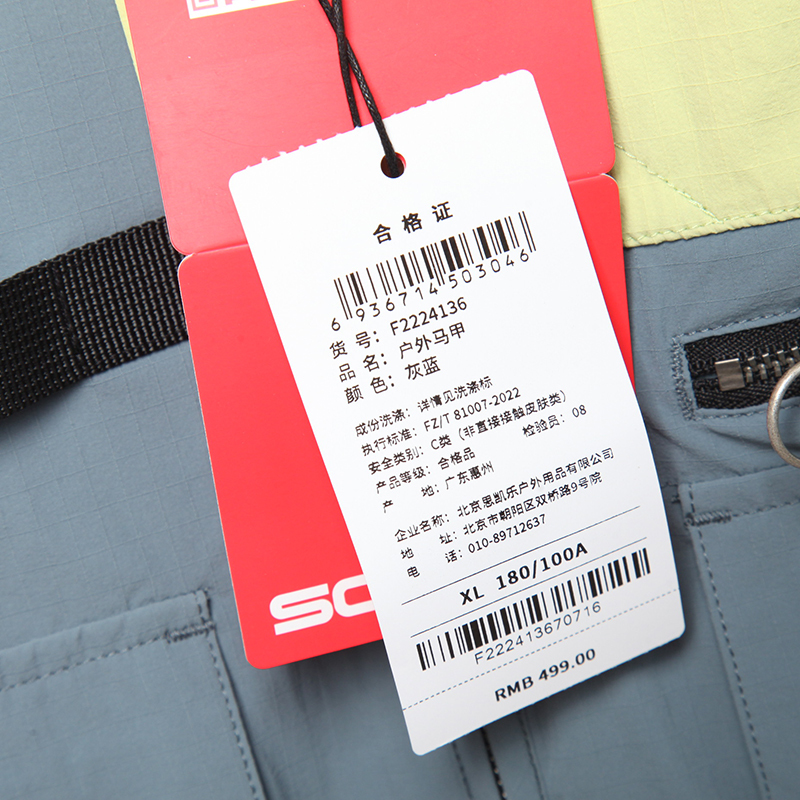 合格证
6 936714 503046
货 号: F2224136
品 名: 户外马甲
颜 色: 灰蓝
成份洗涤: 详情见洗涤标
执行标准: FZ/T 81007-2022
安全类别: C类 (非直接接触皮肤类)
产品等级: 合格品 检验员: 08
产 地: 广东惠州
企业名称: 北京思凯乐户外用品有限公司
地 址: 北京市朝阳区双桥路9号院
电 话: 010-89712637
XL 180/100A
F222413670716
RMB 499.00